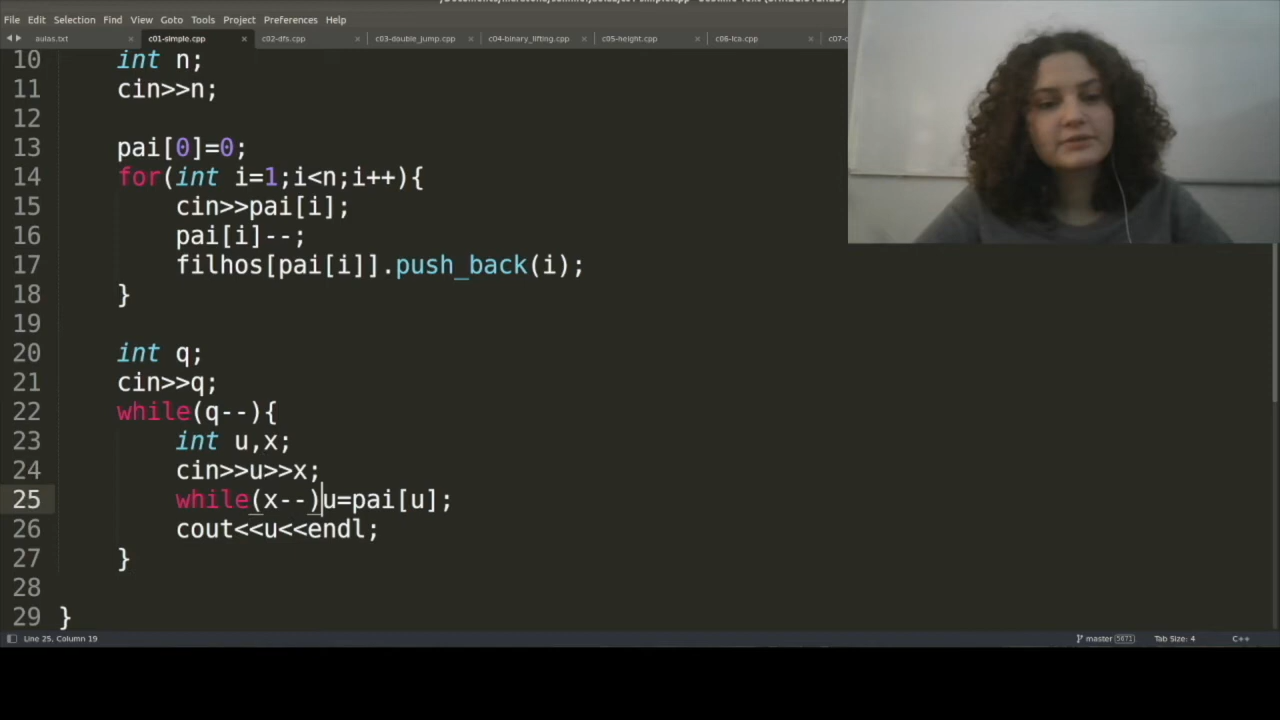 File Edit Selection Find View Goto Tools Project Preferences Help
aulas.txt × c01-simple.cpp × c02-dfs.cpp × c03-double_jump.cpp × c04-binary_lifting.cpp × c05-height.cpp × c06-lca.cpp ×
10 int n;
11 cin>>n;
12
13 pai[0]=0;
14 for(int i=1;i<n;i++){
15 cin>>pai[i];
16 pai[i]--;
17 filhos[pai[i]].push_back(i);
18 }
19
20 int q;
21 cin>>q;
22 while(q--){
23 int u,x;
24 cin>>u>>x;
25 while(x--)u=pai[u];
26 cout<<u<<endl;
27 }
28
29 }
Line 25, Column 19 master 5671 Tab Size: 4 C++